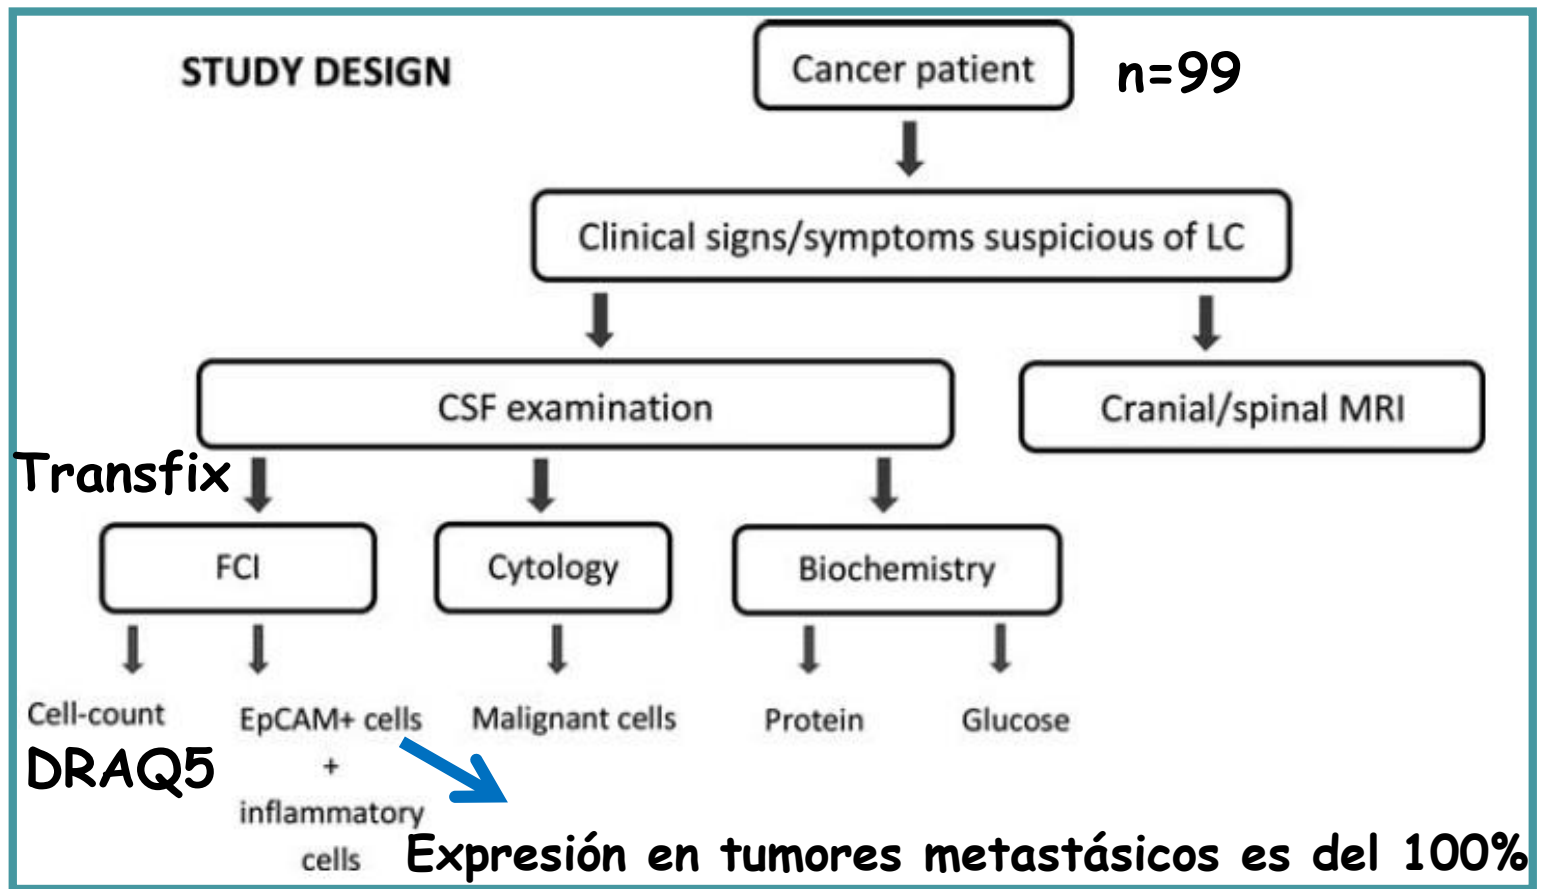 STUDY DESIGN
Cancer patient
n=99
Clinical signs/symptoms suspicious of LC
CSF examination
Cranial/spinal MRI
Transfix
FCI
Cytology
Biochemistry
Cell-count
EpCAM+ cells
Malignant cells
Protein
Glucose
DRAQ5
+
inflammatory
cells
Expresión en tumores metastásicos es del 100%